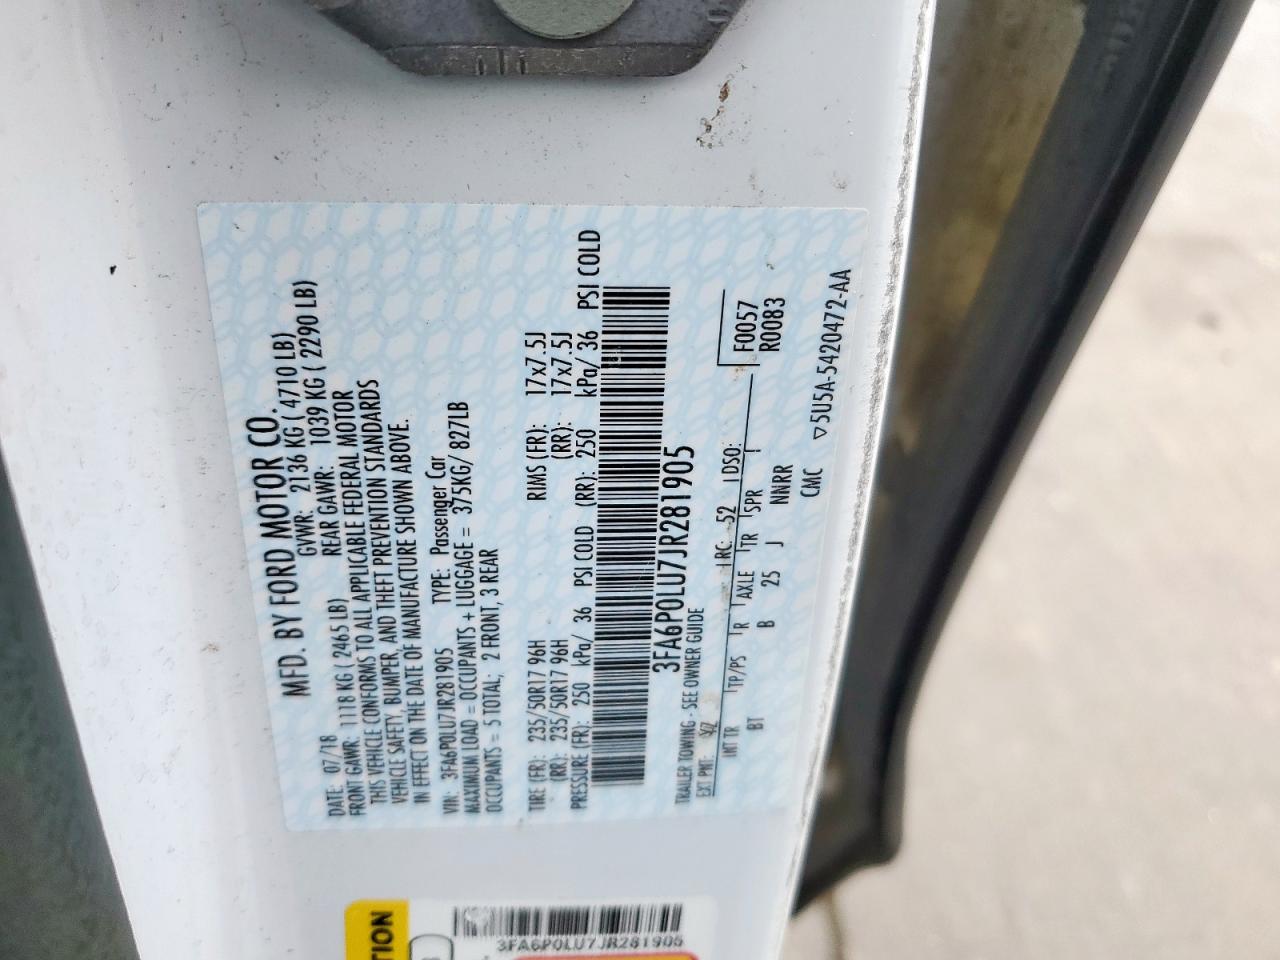 MFD. BY FORD MOTOR CO.
DATE: 07/18 GVWR: 2136 KG ( 4710 LB)
FRONT GAWR: 1118 KG ( 2465 LB) REAR GAWR: 1039 KG ( 2290 LB)
THIS VEHICLE CONFORMS TO ALL APPLICABLE FEDERAL MOTOR
VEHICLE SAFETY, BUMPER, AND THEFT PREVENTION STANDARDS
IN EFFECT ON THE DATE OF MANUFACTURE SHOWN ABOVE.
VIN: 3FA6P0LU7JR281905 TYPE: Passenger Car
MAXIMUM LOAD = OCCUPANTS + LUGGAGE = 375KG/ 827LB
OCCUPANTS = 5 TOTAL; 2 FRONT, 3 REAR
TIRE (FR): 235/50R17 96H RIMS (FR): 17x7.5J
(RR): 235/50R17 96H (RR): 17x7.5J
PRESSURE (FR): 250 kPa/ 36 PSI COLD (RR): 250 kPa/ 36 PSI COLD
3FA6P0LU7JR281905
TRAILER TOWING - SEE OWNER GUIDE
F0057
R0083
EXT PNT: YZ RC: 52 DSO:
INT TR TP/PS R AXLE TR SPR
BT B 25 J NNRR
CMC ▽5U5A-5420472-AA
TION
3FA6P0LU7JR281905